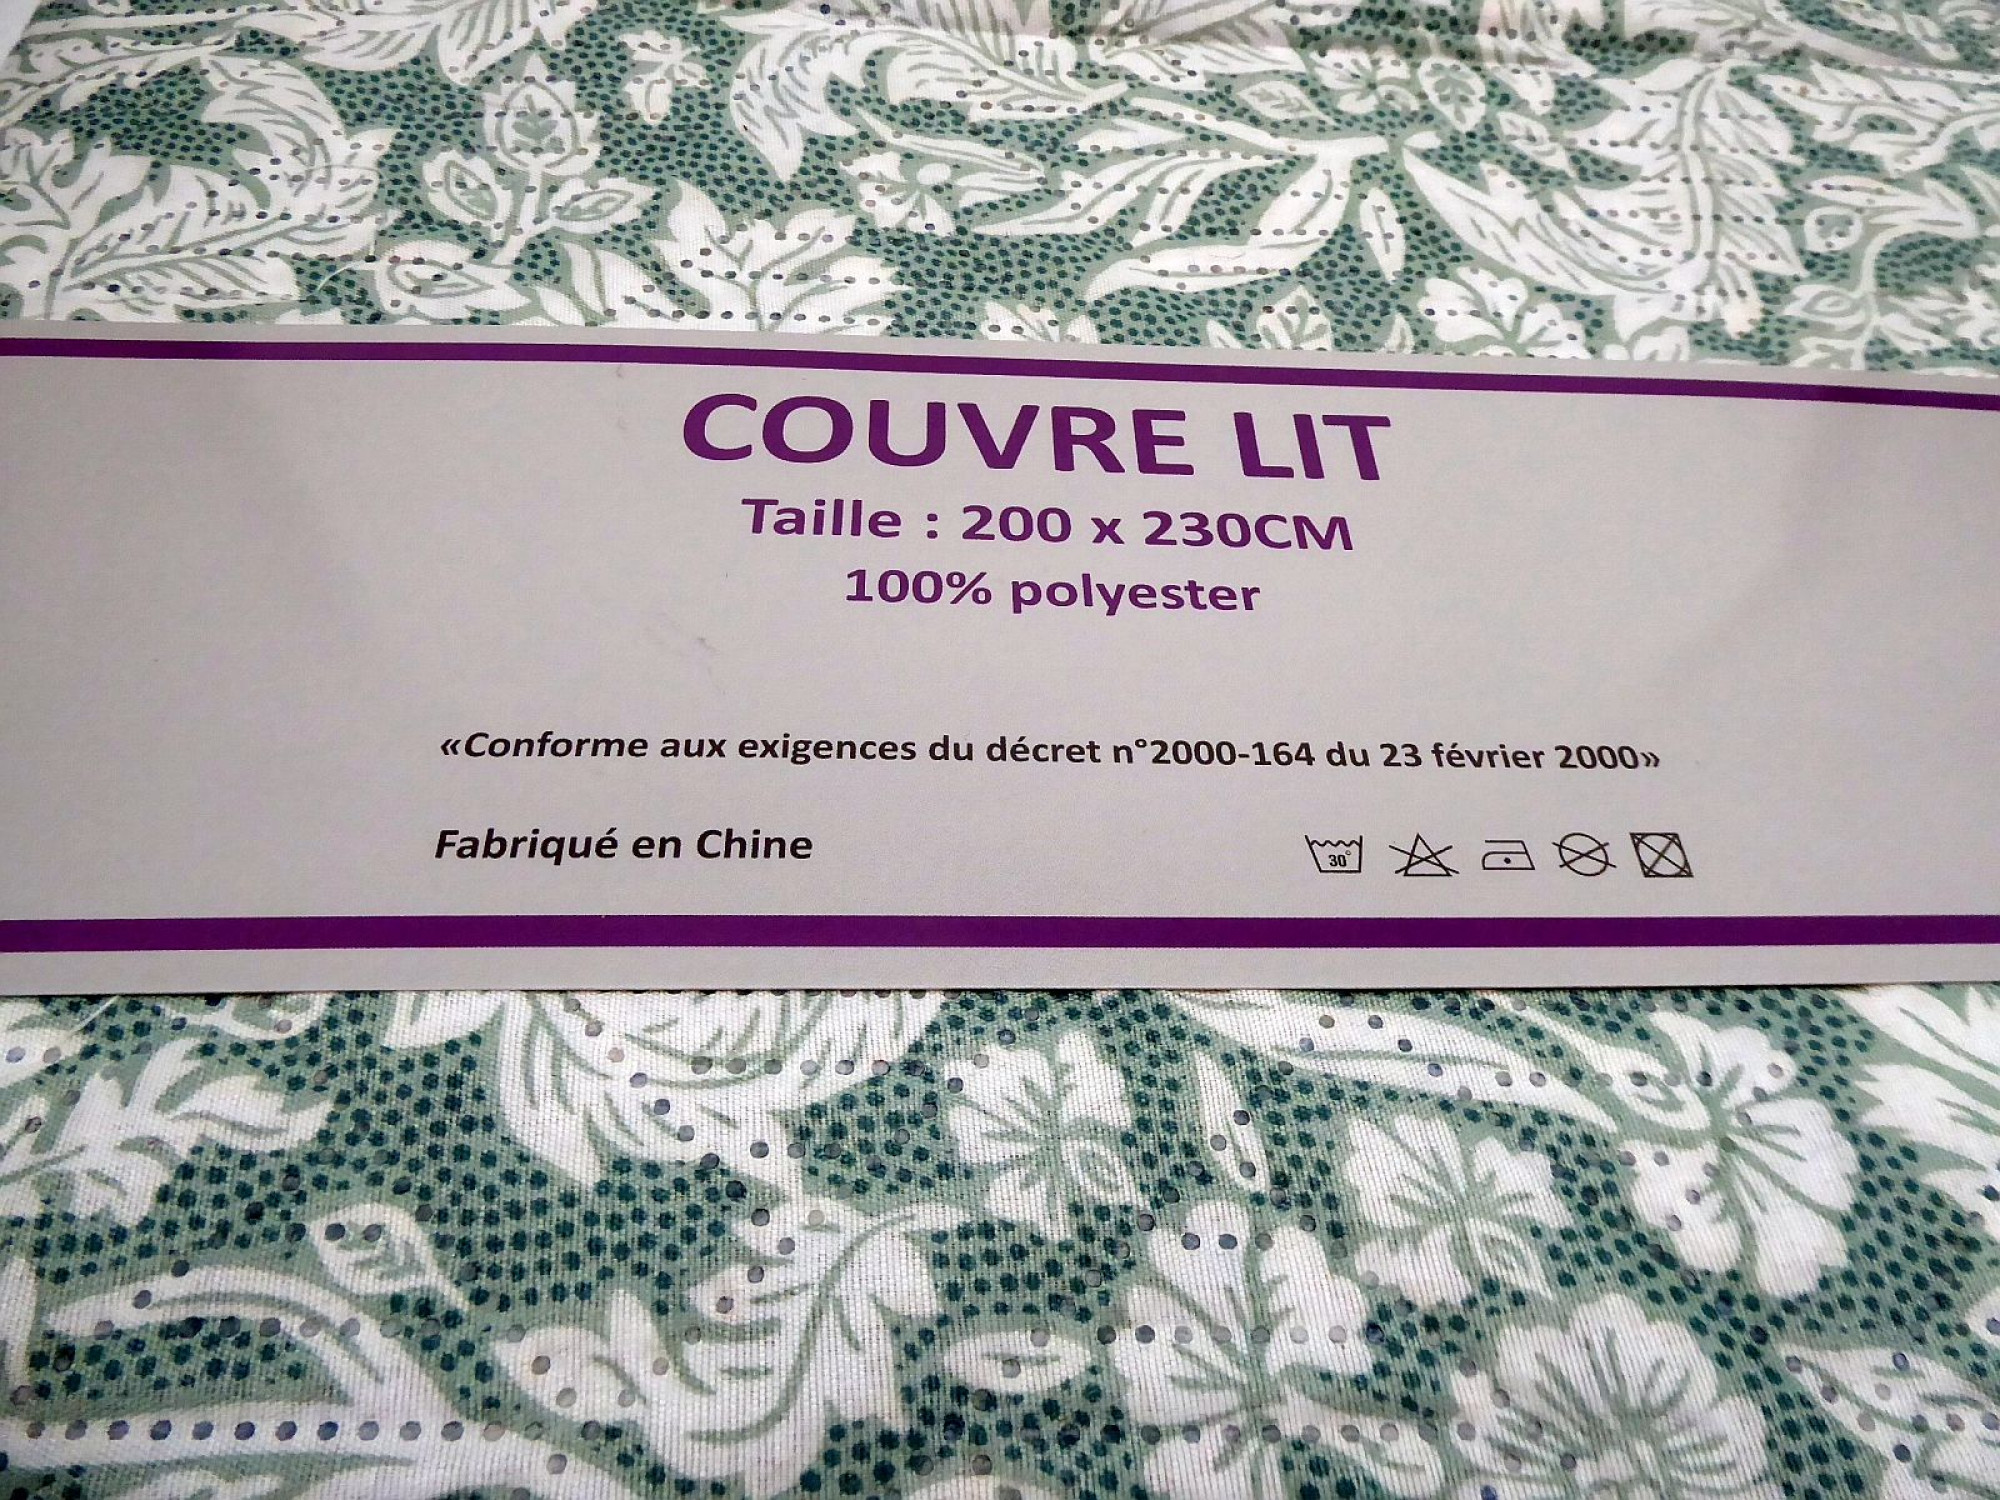 COUVRE LIT
Taille : 200 x 230CM
100% polyester
«Conforme aux exigences du décret n°2000-164 du 23 février 2000»
Fabriqué en Chine
30°